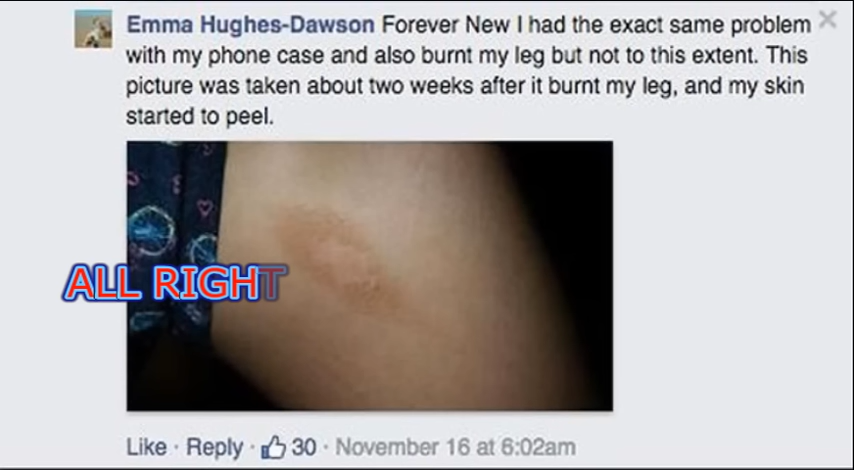 Emma Hughes-Dawson Forever New I had the exact same problem
with my phone case and also burnt my leg but not to this extent. This
picture was taken about two weeks after it burnt my leg, and my skin
started to peel.
ALL RIGHT
Like · Reply · 30 · November 16 at 6:02am